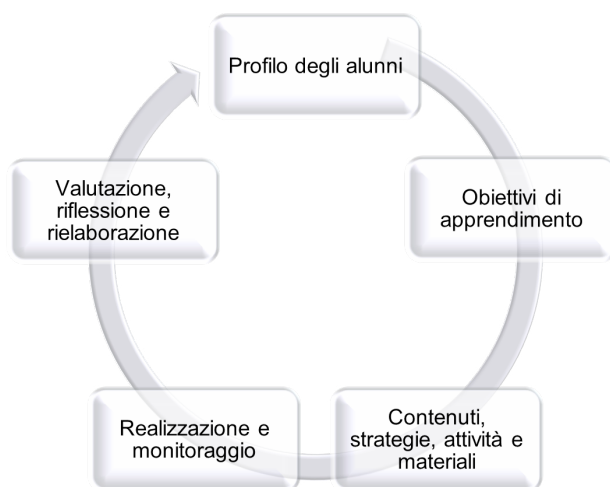 Profilo degli alunni
Obiettivi di
apprendimento
Contenuti,
strategie, attività e
materiali
Realizzazione e
monitoraggio
Valutazione,
riflessione e
rielaborazione